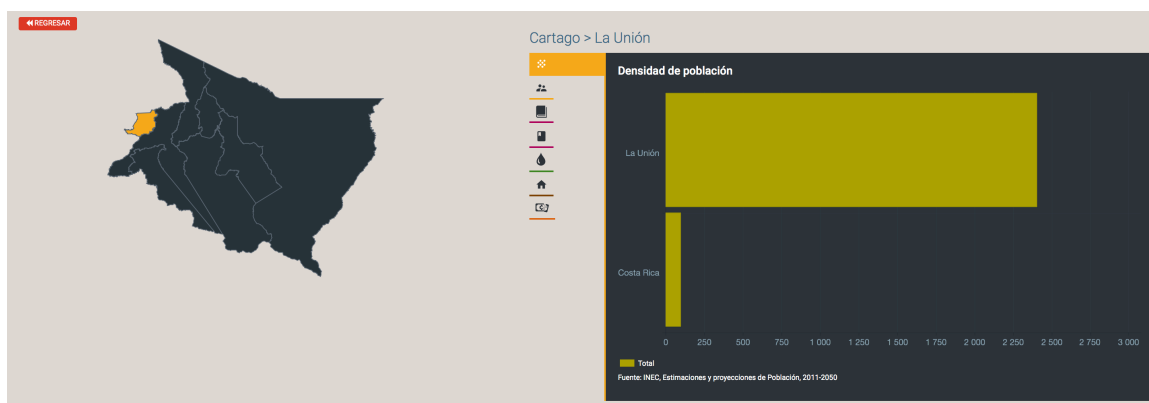 REGRESAR
Cartago > La Unión
Densidad de población
La Unión
Costa Rica
0 250 500 750 1 000 1 250 1 500 1 750 2 000 2 250 2 500 2 750 3 000
Total
Fuente: INEC, Estimaciones y proyecciones de Población, 2011-2050